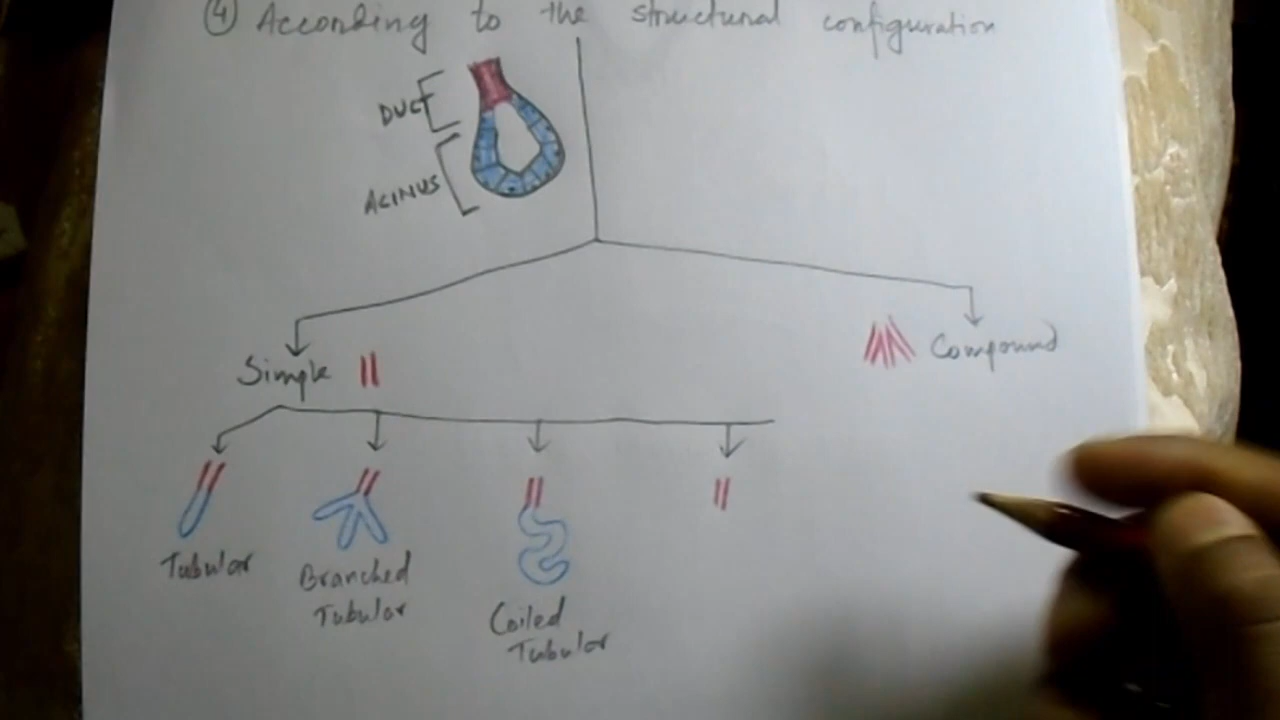 ④ According to the structural configuration
DUCT
ACINUS
Simple
Compound
Tubular
Branched
Tubular
Coiled
Tubular